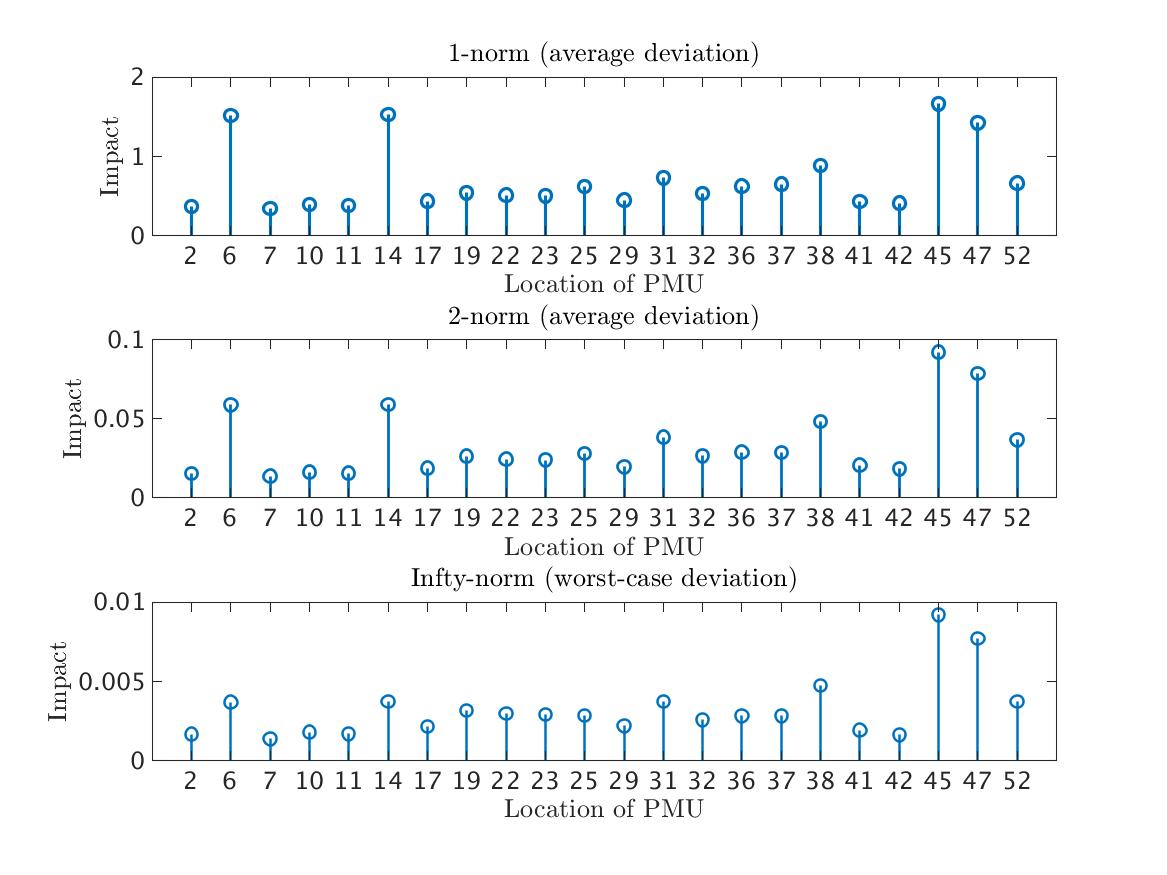 1-norm (average deviation)
2
1
0
Impact
2 6 7 10 11 14 17 19 22 23 25 29 31 32 36 37 38 41 42 45 47 52
Location of PMU
2-norm (average deviation)
0.1
0.05
0
Impact
2 6 7 10 11 14 17 19 22 23 25 29 31 32 36 37 38 41 42 45 47 52
Location of PMU
Infty-norm (worst-case deviation)
0.01
0.005
0
Impact
2 6 7 10 11 14 17 19 22 23 25 29 31 32 36 37 38 41 42 45 47 52
Location of PMU